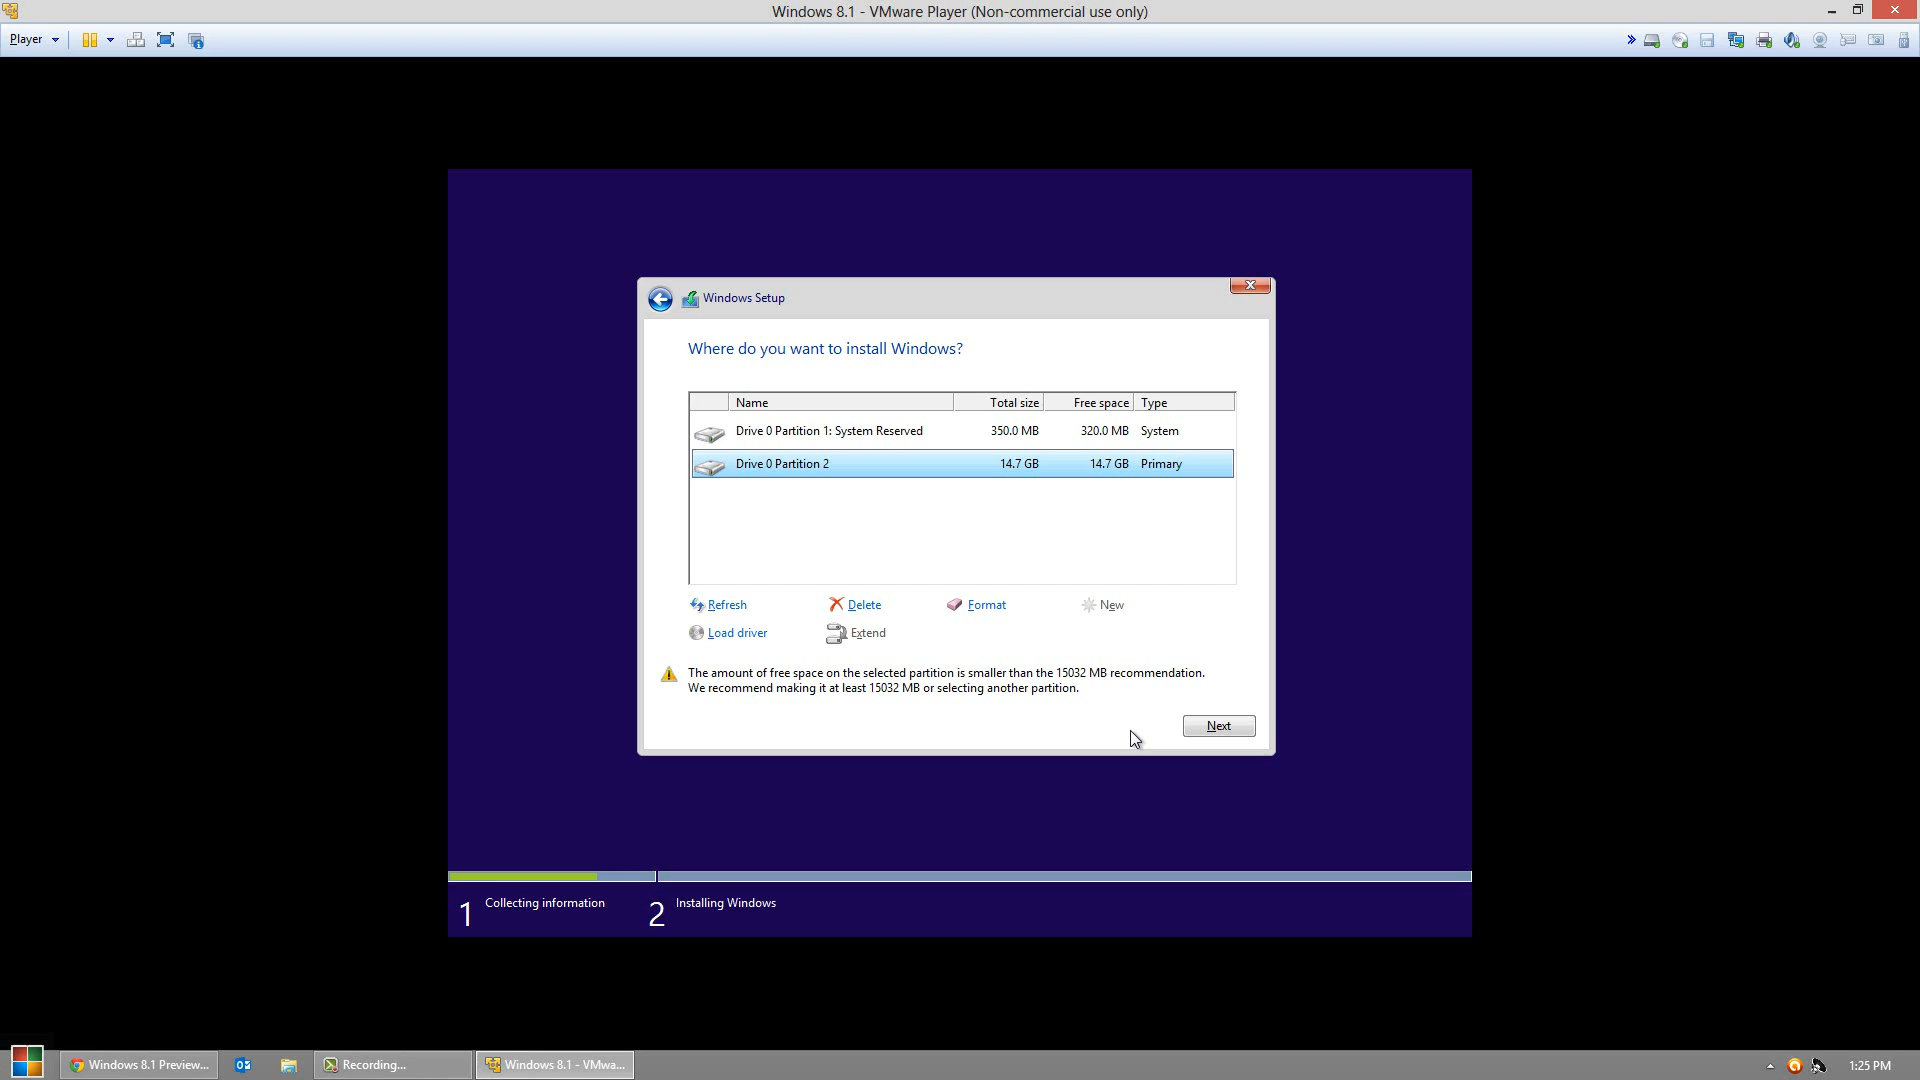 Windows 8.1 - VMware Player (Non-commercial use only)
Player
Windows Setup
Where do you want to install Windows?
Name Total size Free space Type
Drive 0 Partition 1: System Reserved 350.0 MB 320.0 MB System
Drive 0 Partition 2 14.7 GB 14.7 GB Primary
Refresh Delete Format New
Load driver Extend
The amount of free space on the selected partition is smaller than the 15032 MB recommendation.
We recommend making it at least 15032 MB or selecting another partition.
Next
1 Collecting information 2 Installing Windows
Windows 8.1 Preview... Recording... Windows 8.1 - VMwa... 1:25 PM